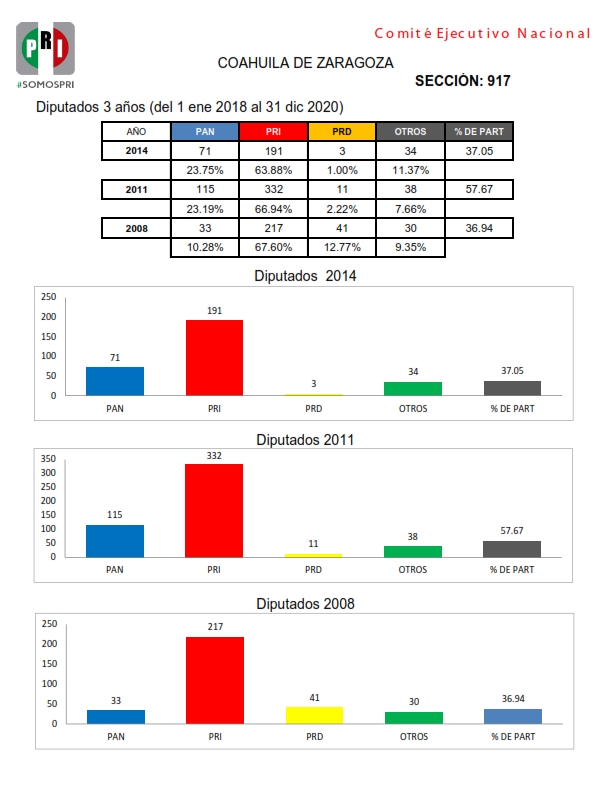 Comité Ejecutivo Nacional
PRI
#SOMOSPRI
COAHUILA DE ZARAGOZA
SECCIÓN: 917
Diputados 3 años (del 1 ene 2018 al 31 dic 2020)
AÑO PAN PRI PRD OTROS % DE PART
2014 71 191 3 34 37.05
23.75% 63.88% 1.00% 11.37%
2011 115 332 11 38 57.67
23.19% 66.94% 2.22% 7.66%
2008 33 217 41 30 36.94
10.28% 67.60% 12.77% 9.35%
Diputados 2014
250
200
150
100
50
0
71 191 3 34 37.05
PAN PRI PRD OTROS % DE PART
Diputados 2011
350
300
250
200
150
100
50
0
115 332 11 38 57.67
PAN PRI PRD OTROS % DE PART
Diputados 2008
250
200
150
100
50
0
33 217 41 30 36.94
PAN PRI PRD OTROS % DE PART